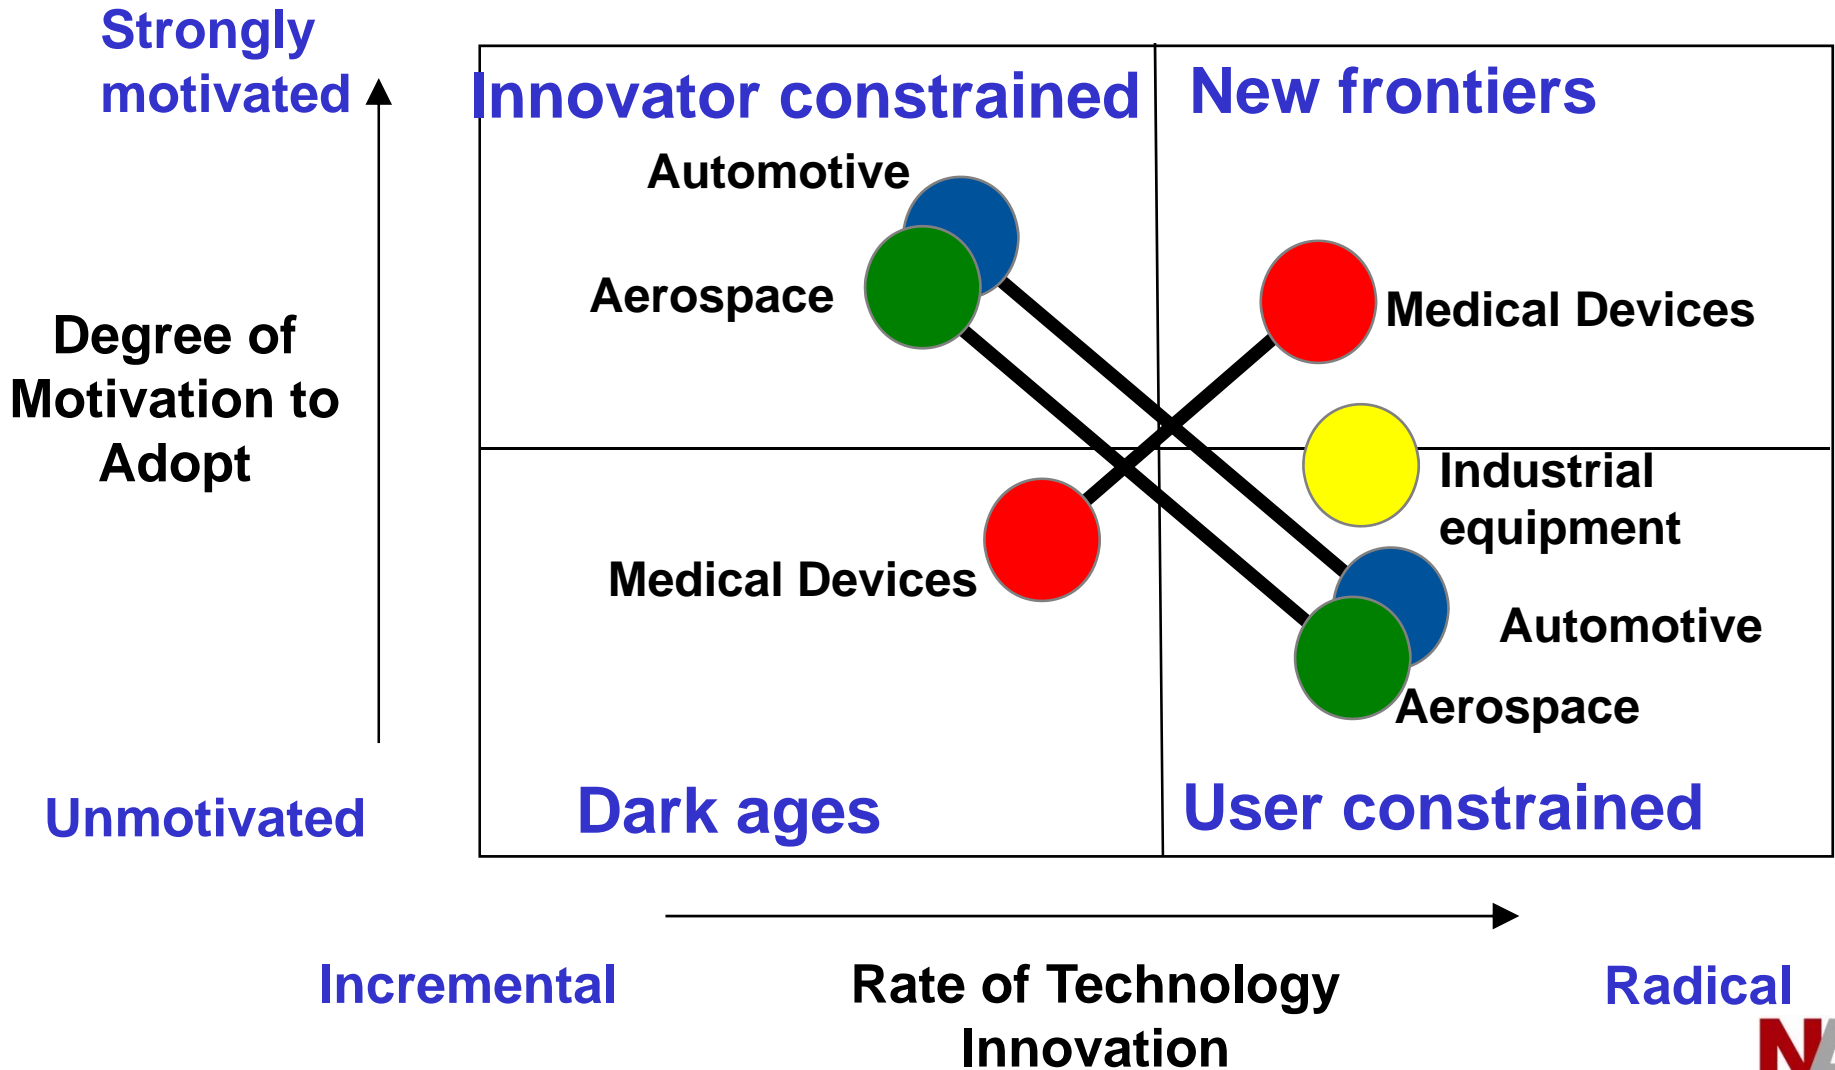 Strongly
motivated
Innovator constrained
New frontiers
Automotive
Aerospace
Medical Devices
Degree of
Motivation to
Adopt
Industrial
equipment
Medical Devices
Automotive
Aerospace
Unmotivated
Dark ages
User constrained
Incremental
Rate of Technology
Innovation
Radical